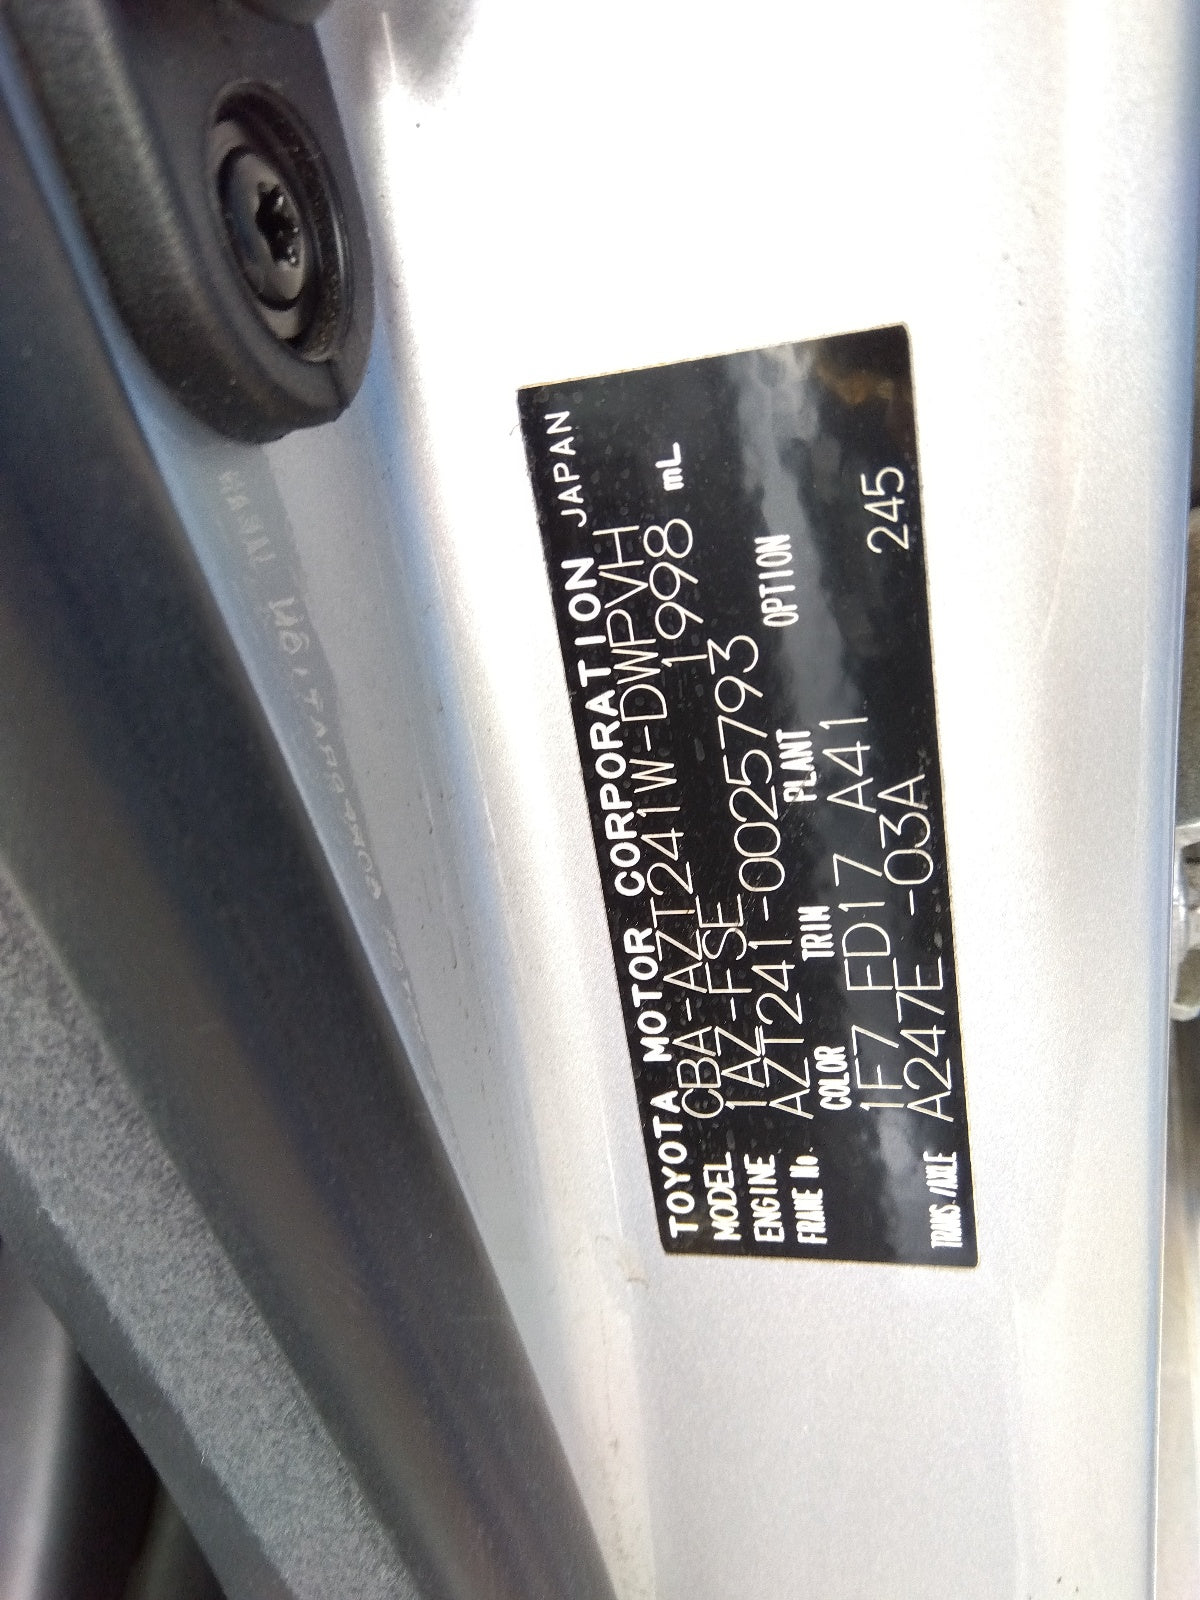 TOYOTA MOTOR CORPORATION JAPAN
MODEL CBA-AZT241W-DWPVH
ENGINE 1AZ-FSE 1998 mL
FRAME No. AZT241-0025793
COLOR TRIM PLANT OPTION
1F7 FD17 A41
TRANS./AXLE A247E -03A 245